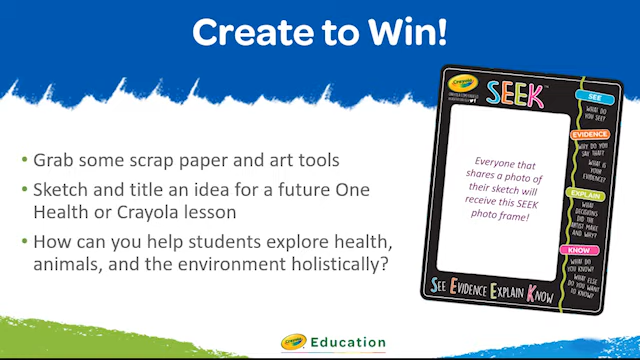 Create to Win!
• Grab some scrap paper and art tools
• Sketch and title an idea for a future One
Health or Crayola lesson
• How can you help students explore health,
animals, and the environment holistically?
Crayola
SEEK
Everyone that
shares a photo of
their sketch will
receive this SEEK
photo frame!
SEE
WHAT DO
YOU SEE?
EVIDENCE
WHY DO YOU
SAY THAT?
WHAT IS
YOUR
EVIDENCE?
EXPLAIN
WHAT
DECISIONS
DID THE
ARTIST MAKE
AND WHY?
KNOW
WHAT DO
YOU KNOW?
WHAT ELSE
DO YOU WANT
TO KNOW?
SEE EVIDENCE EXPLAIN KNOW
Crayola Education